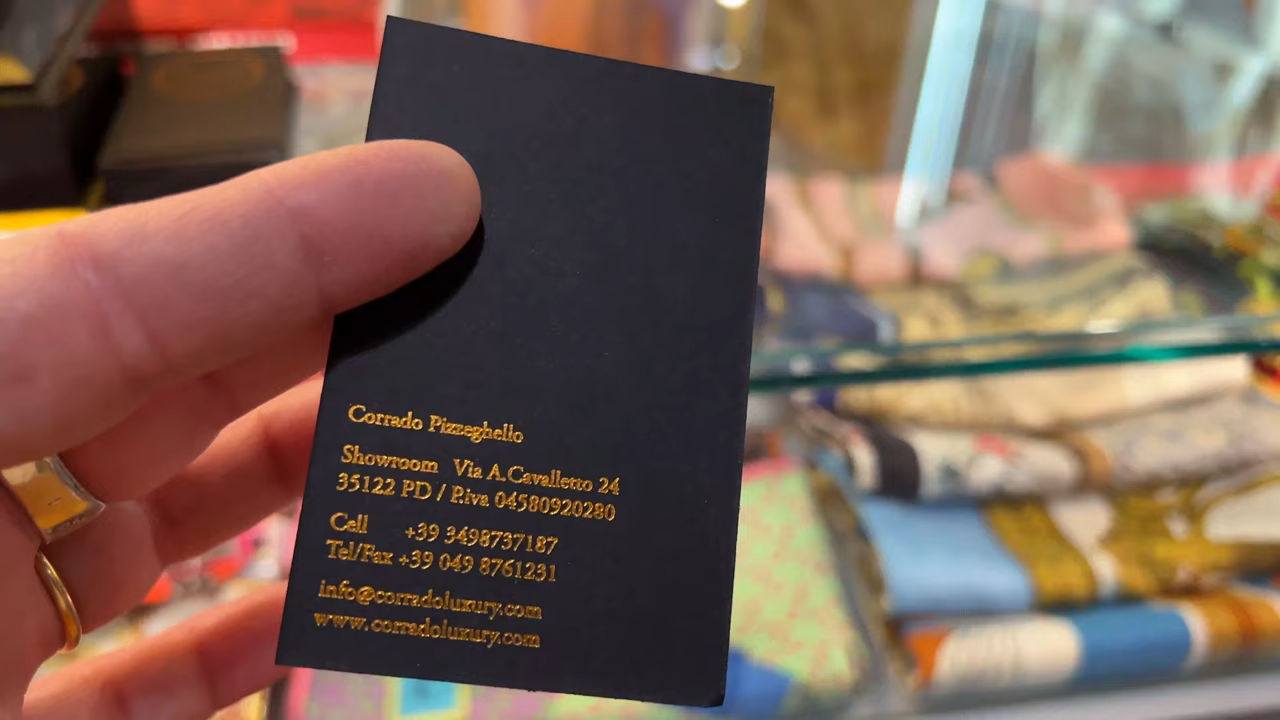 Corrado Pizzeghello
Showroom Via A.Cavalletto 24
35122 PD / P.iva 04580920280
Cell +39 3498737187
Tel/Fax +39 049 8761231
info@corradoluxury.com
www.corradoluxury.com